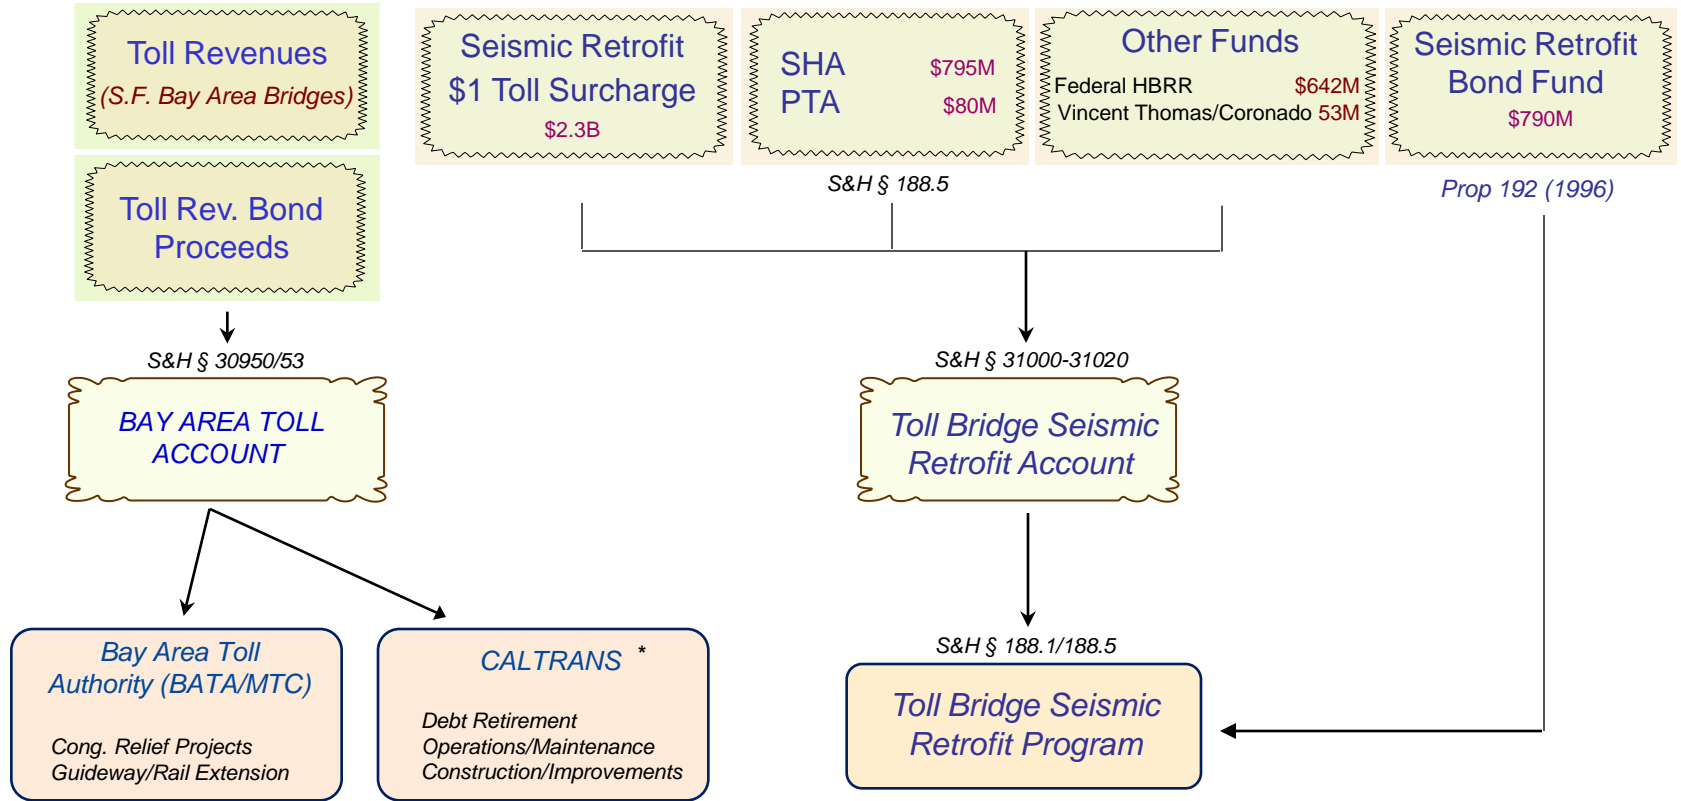 Toll Revenues
(S.F. Bay Area Bridges)
Toll Rev. Bond
Proceeds
Seismic Retrofit
$1 Toll Surcharge
$2.3B
SHA $795M
PTA $80M
S&H § 188.5
Other Funds
Federal HBRR $642M
Vincent Thomas/Coronado 53M
Seismic Retrofit
Bond Fund
$790M
Prop 192 (1996)
S&H § 30950/53
BAY AREA TOLL
ACCOUNT
S&H § 31000-31020
Toll Bridge Seismic
Retrofit Account
Bay Area Toll
Authority (BATA/MTC)
Cong. Relief Projects
Guideway/Rail Extension
CALTRANS *
Debt Retirement
Operations/Maintenance
Construction/Improvements
S&H § 188.1/188.5
Toll Bridge Seismic
Retrofit Program